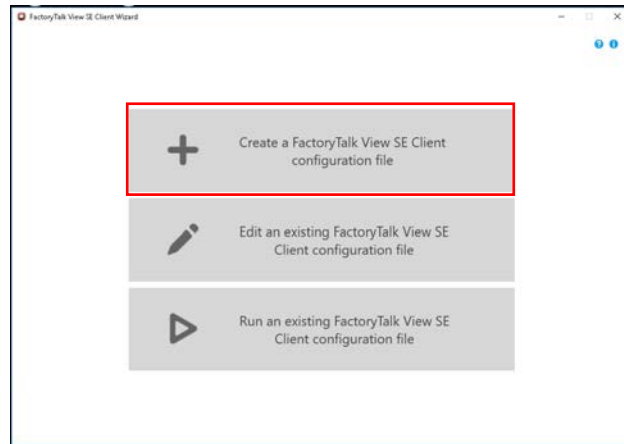 FactoryTalk View SE Client Wizard
Create a FactoryTalk View SE Client
configuration file
Edit an existing FactoryTalk View SE
Client configuration file
Run an existing FactoryTalk View SE
Client configuration file